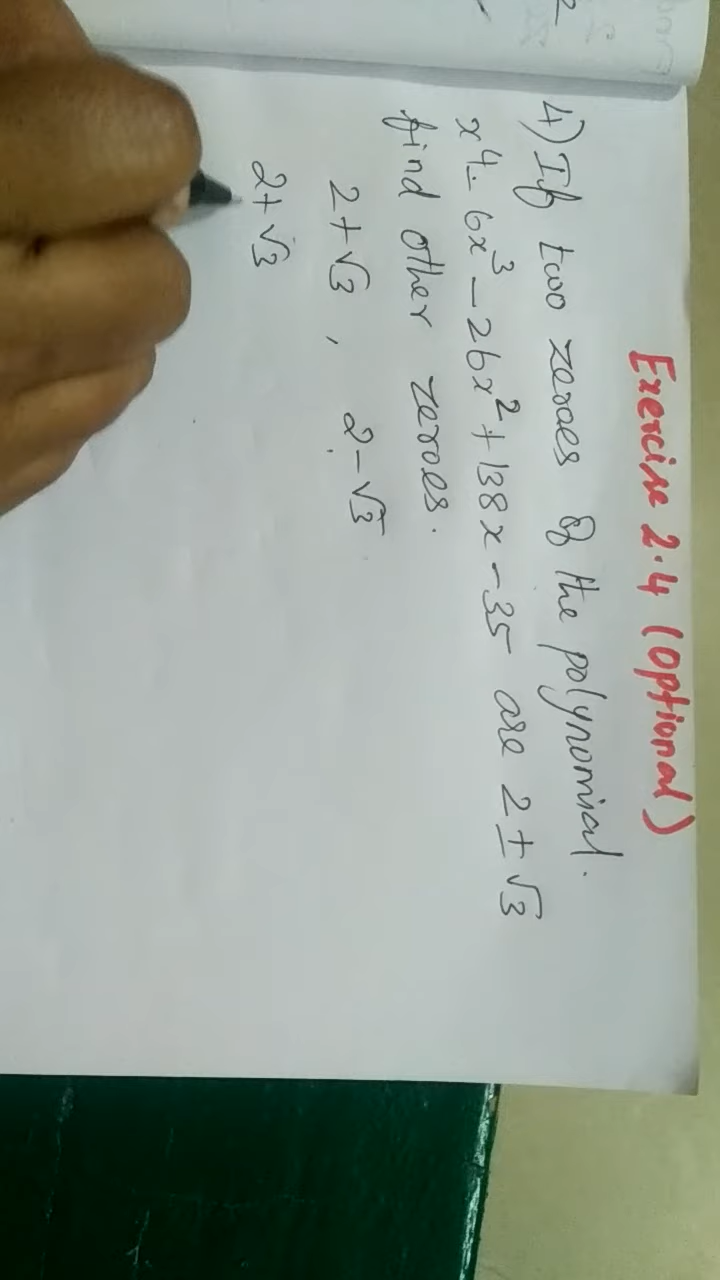 Exercise 2.4 (Optional)
4) If two zeroes of the polynomial.
x⁴ - 6x³ - 26x² + 138x - 35 are 2 ± √3
find other zeroes.
2 + √3 , 2 - √3
2 + √3